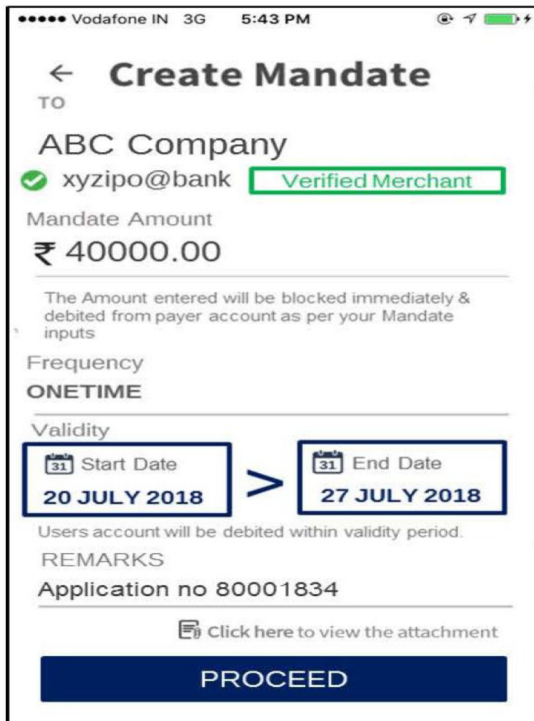 Vodafone IN 3G 5:43 PM
← Create Mandate
TO
ABC Company
xyzipo@bank Verified Merchant
Mandate Amount
₹ 40000.00
The Amount entered will be blocked immediately &
debited from payer account as per your Mandate
inputs
Frequency
ONETIME
Validity
31 Start Date > 31 End Date
20 JULY 2018 27 JULY 2018
Users account will be debited within validity period.
REMARKS
Application no 80001834
Click here to view the attachment
PROCEED